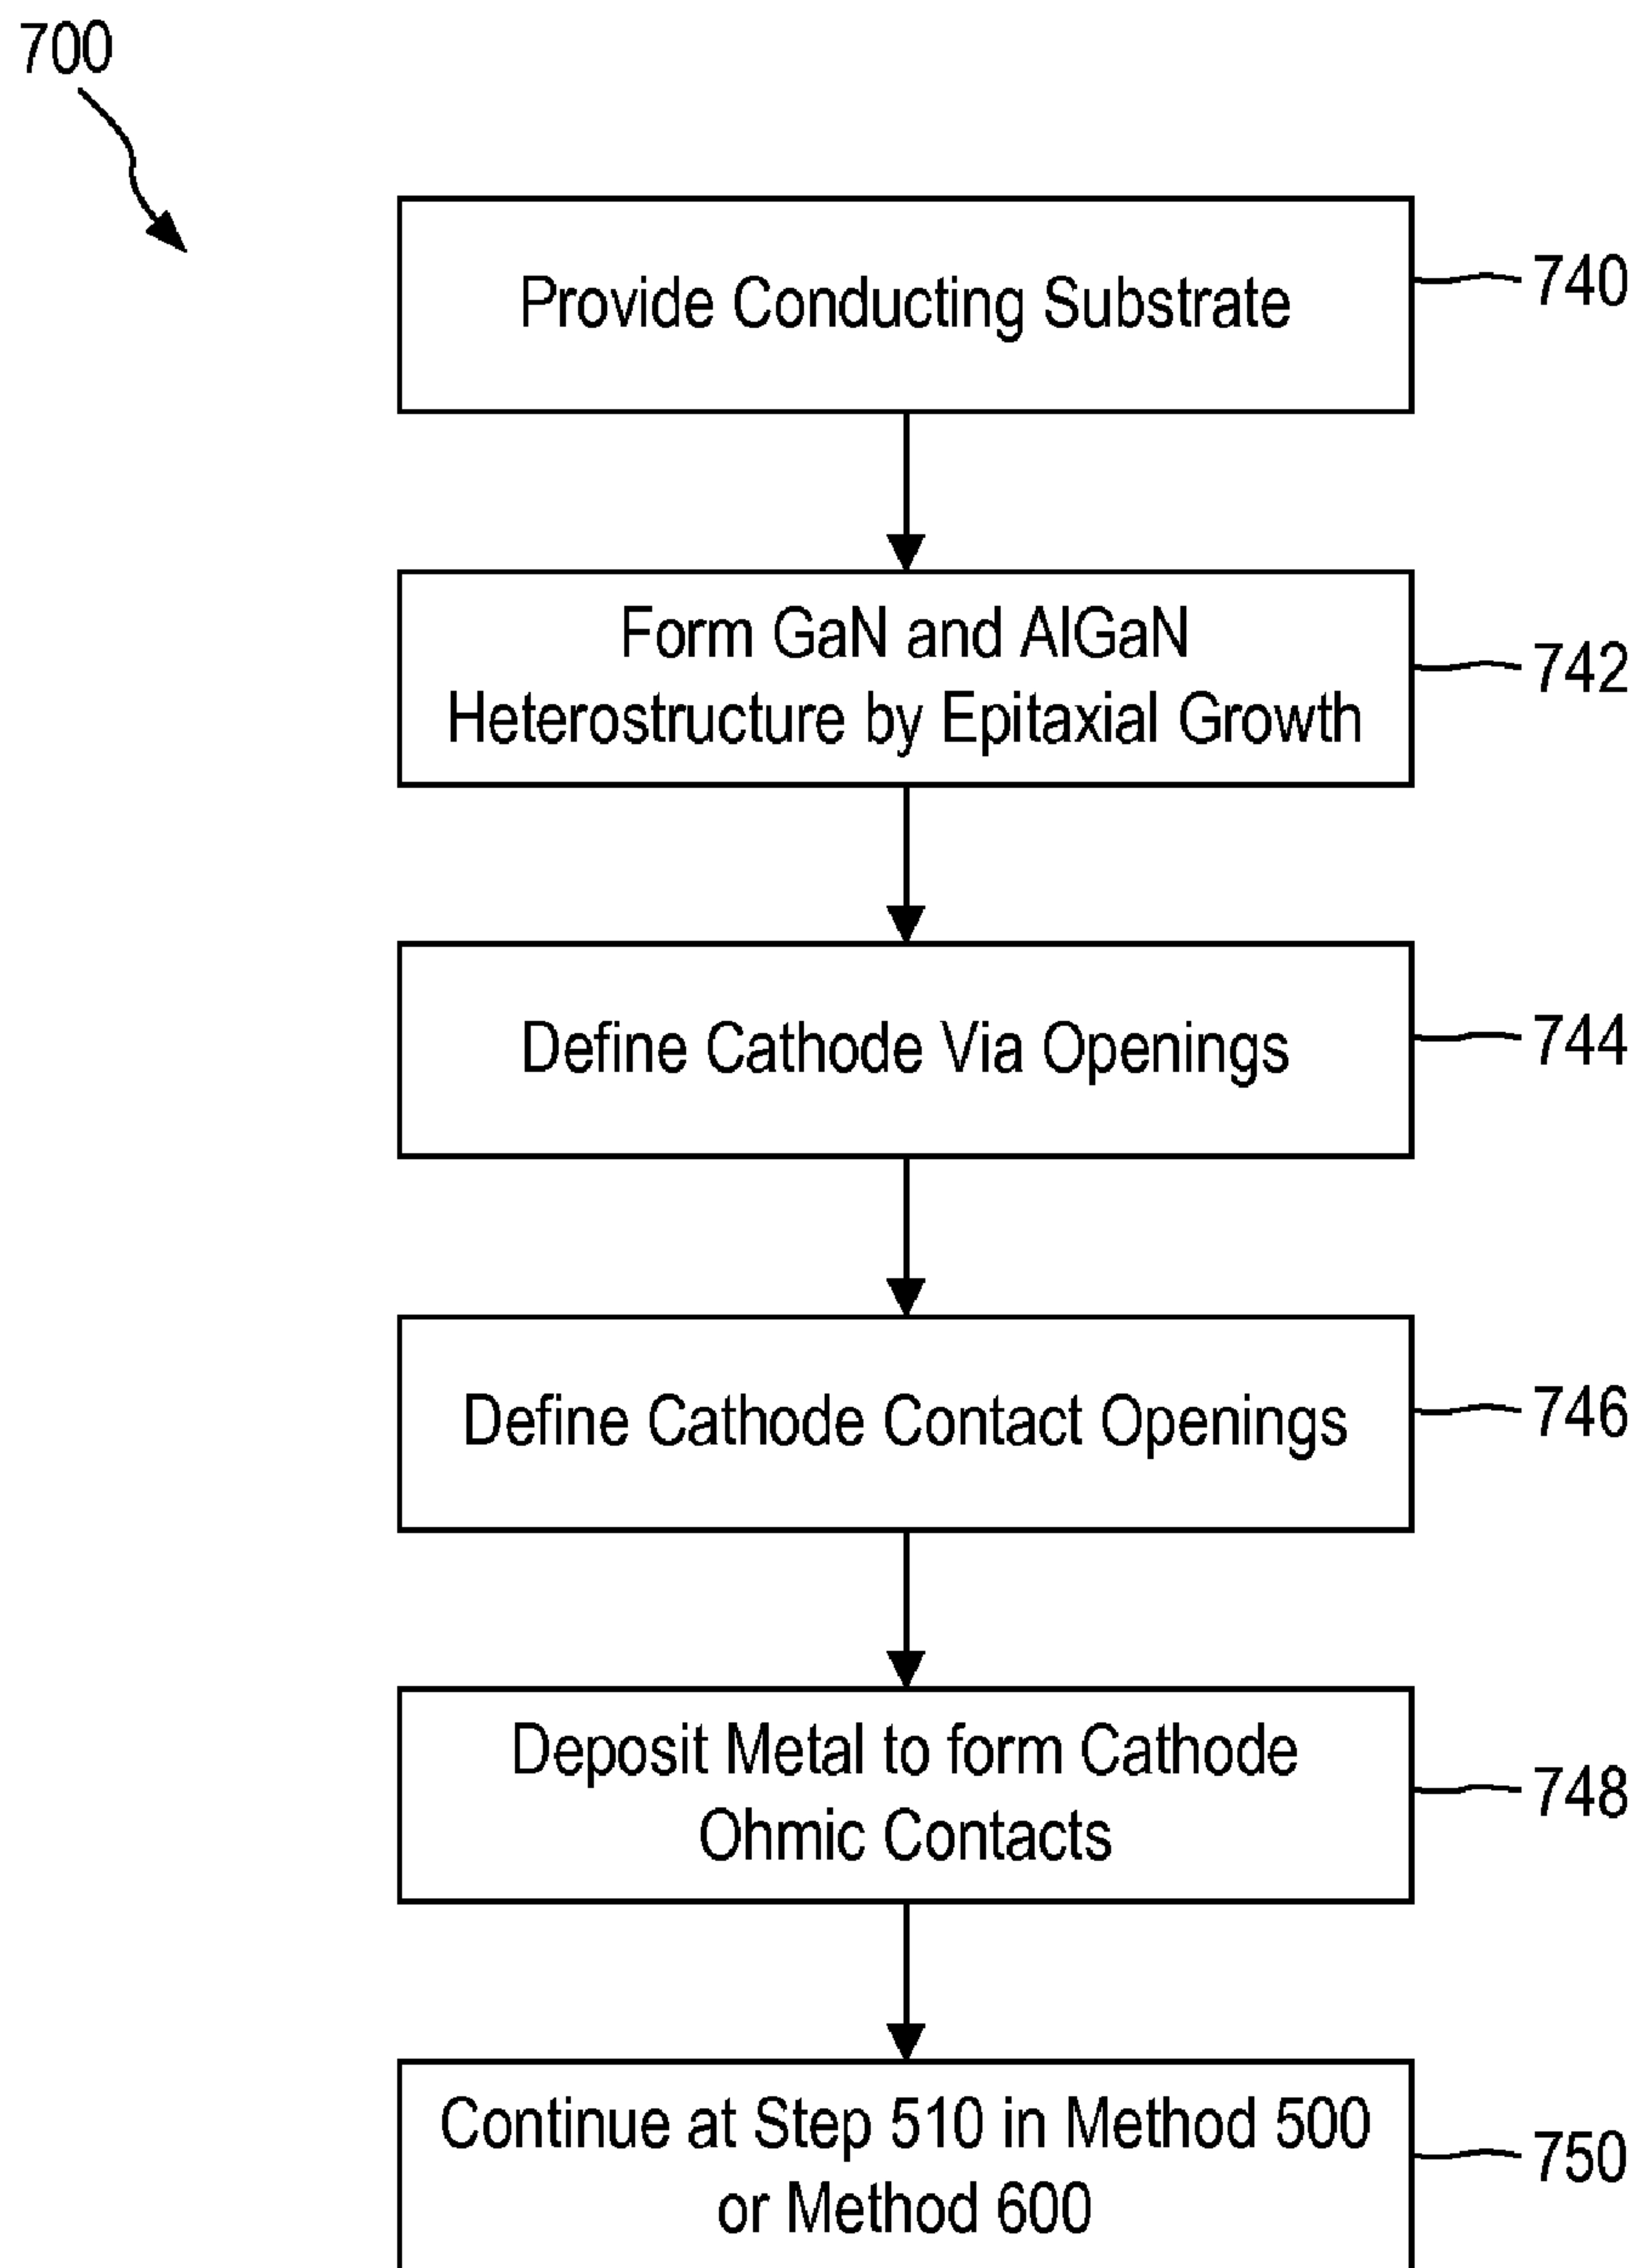 700
Provide Conducting Substrate
740
Form GaN and AlGaN
Heterostructure by Epitaxial Growth
742
Define Cathode Via Openings
744
Define Cathode Contact Openings
746
Deposit Metal to form Cathode
Ohmic Contacts
748
Continue at Step 510 in Method 500
or Method 600
750